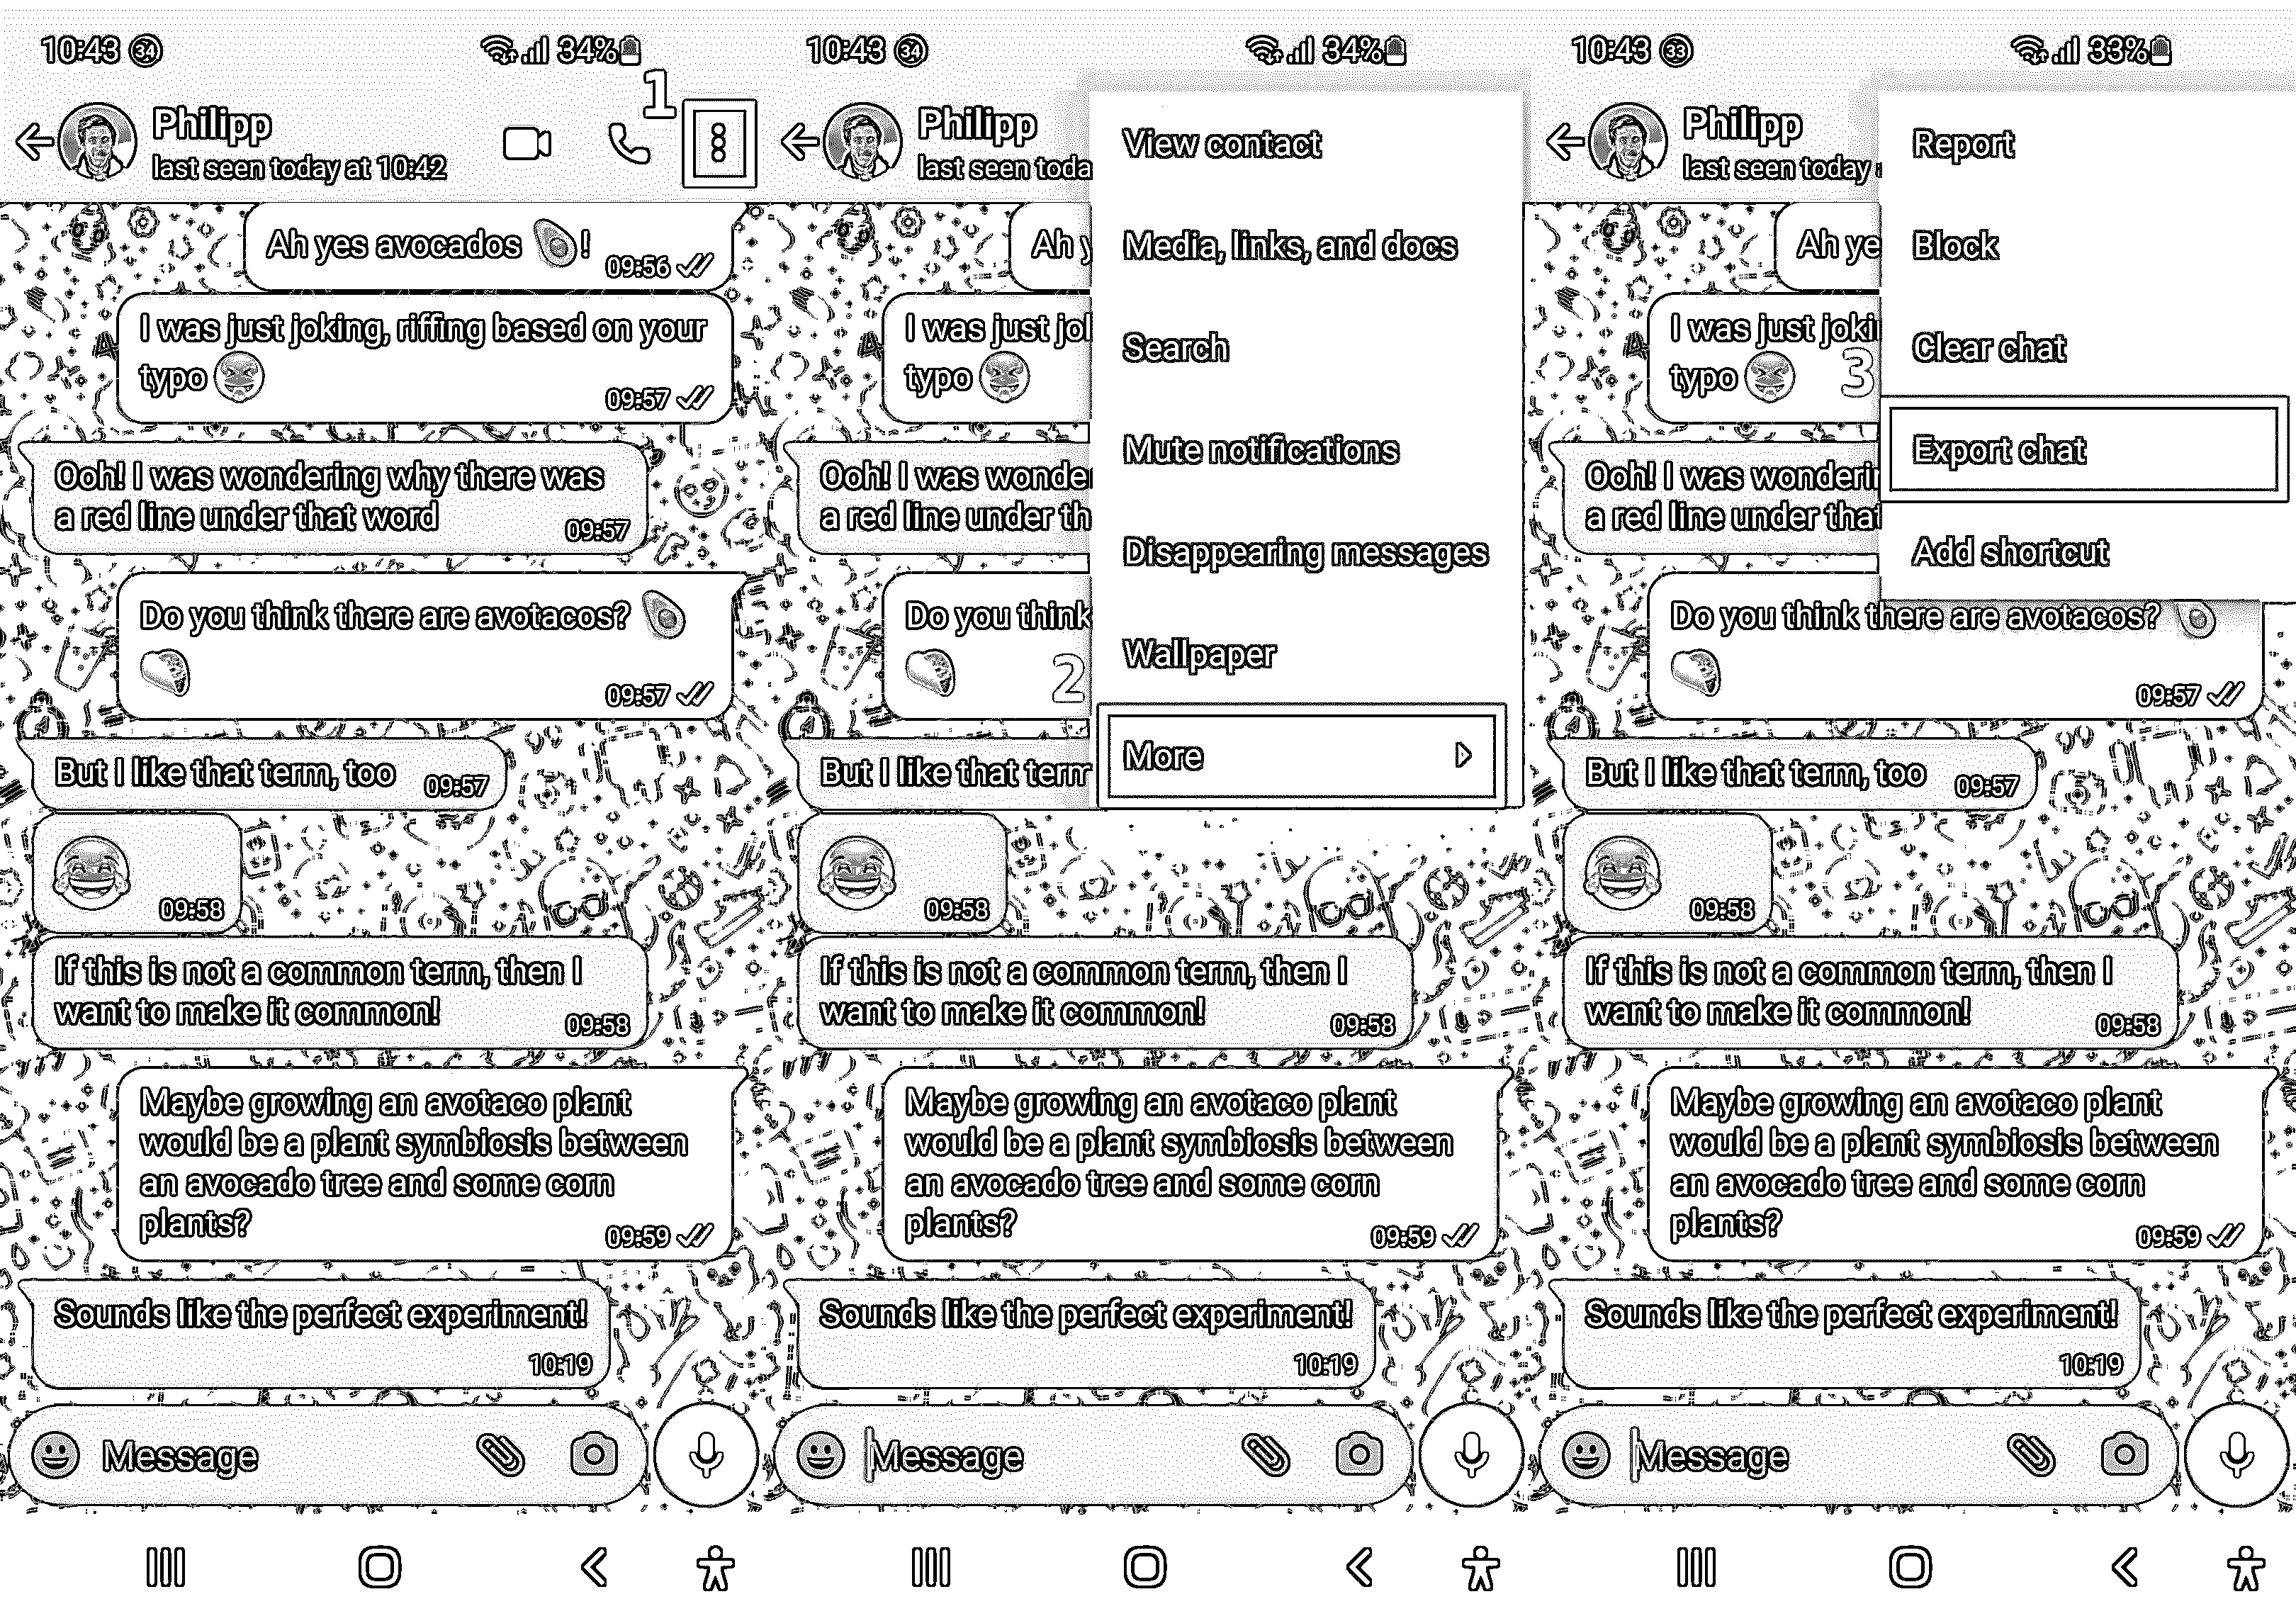 10:43 34 34%
1
Philipp
last seen today at 10:42
Ah yes avocados !
09:56
I was just joking, riffing based on your
typo
09:57
Ooh! I was wondering why there was
a red line under that word
09:57
Do you think there are avotacos?
09:57
But I like that term, too
09:57
09:58
If this is not a common term, then I
want to make it common!
09:58
Maybe growing an avotaco plant
would be a plant symbiosis between
an avocado tree and some corn
plants?
09:59
Sounds like the perfect experiment!
10:19
Message
10:43 34 34%
Philipp
last seen toda
Ah y
I was just jo
typo
Ooh! I was wonde
a red line under th
Do you think
2
But I like that term
09:58
If this is not a common term, then I
want to make it common!
09:58
Maybe growing an avotaco plant
would be a plant symbiosis between
an avocado tree and some corn
plants?
09:59
Sounds like the perfect experiment!
10:19
Message
View contact
Media, links, and docs
Search
Mute notifications
Disappearing messages
Wallpaper
More
10:43 33 33%
Philipp
last seen today
Ah ye
I was just joki
typo
3
Ooh! I was wonderin
a red line under that
Do you think there are avotacos?
09:57
But I like that term, too
09:57
09:58
If this is not a common term, then I
want to make it common!
09:58
Maybe growing an avotaco plant
would be a plant symbiosis between
an avocado tree and some corn
plants?
09:59
Sounds like the perfect experiment!
10:19
Message
Report
Block
Clear chat
Export chat
Add shortcut